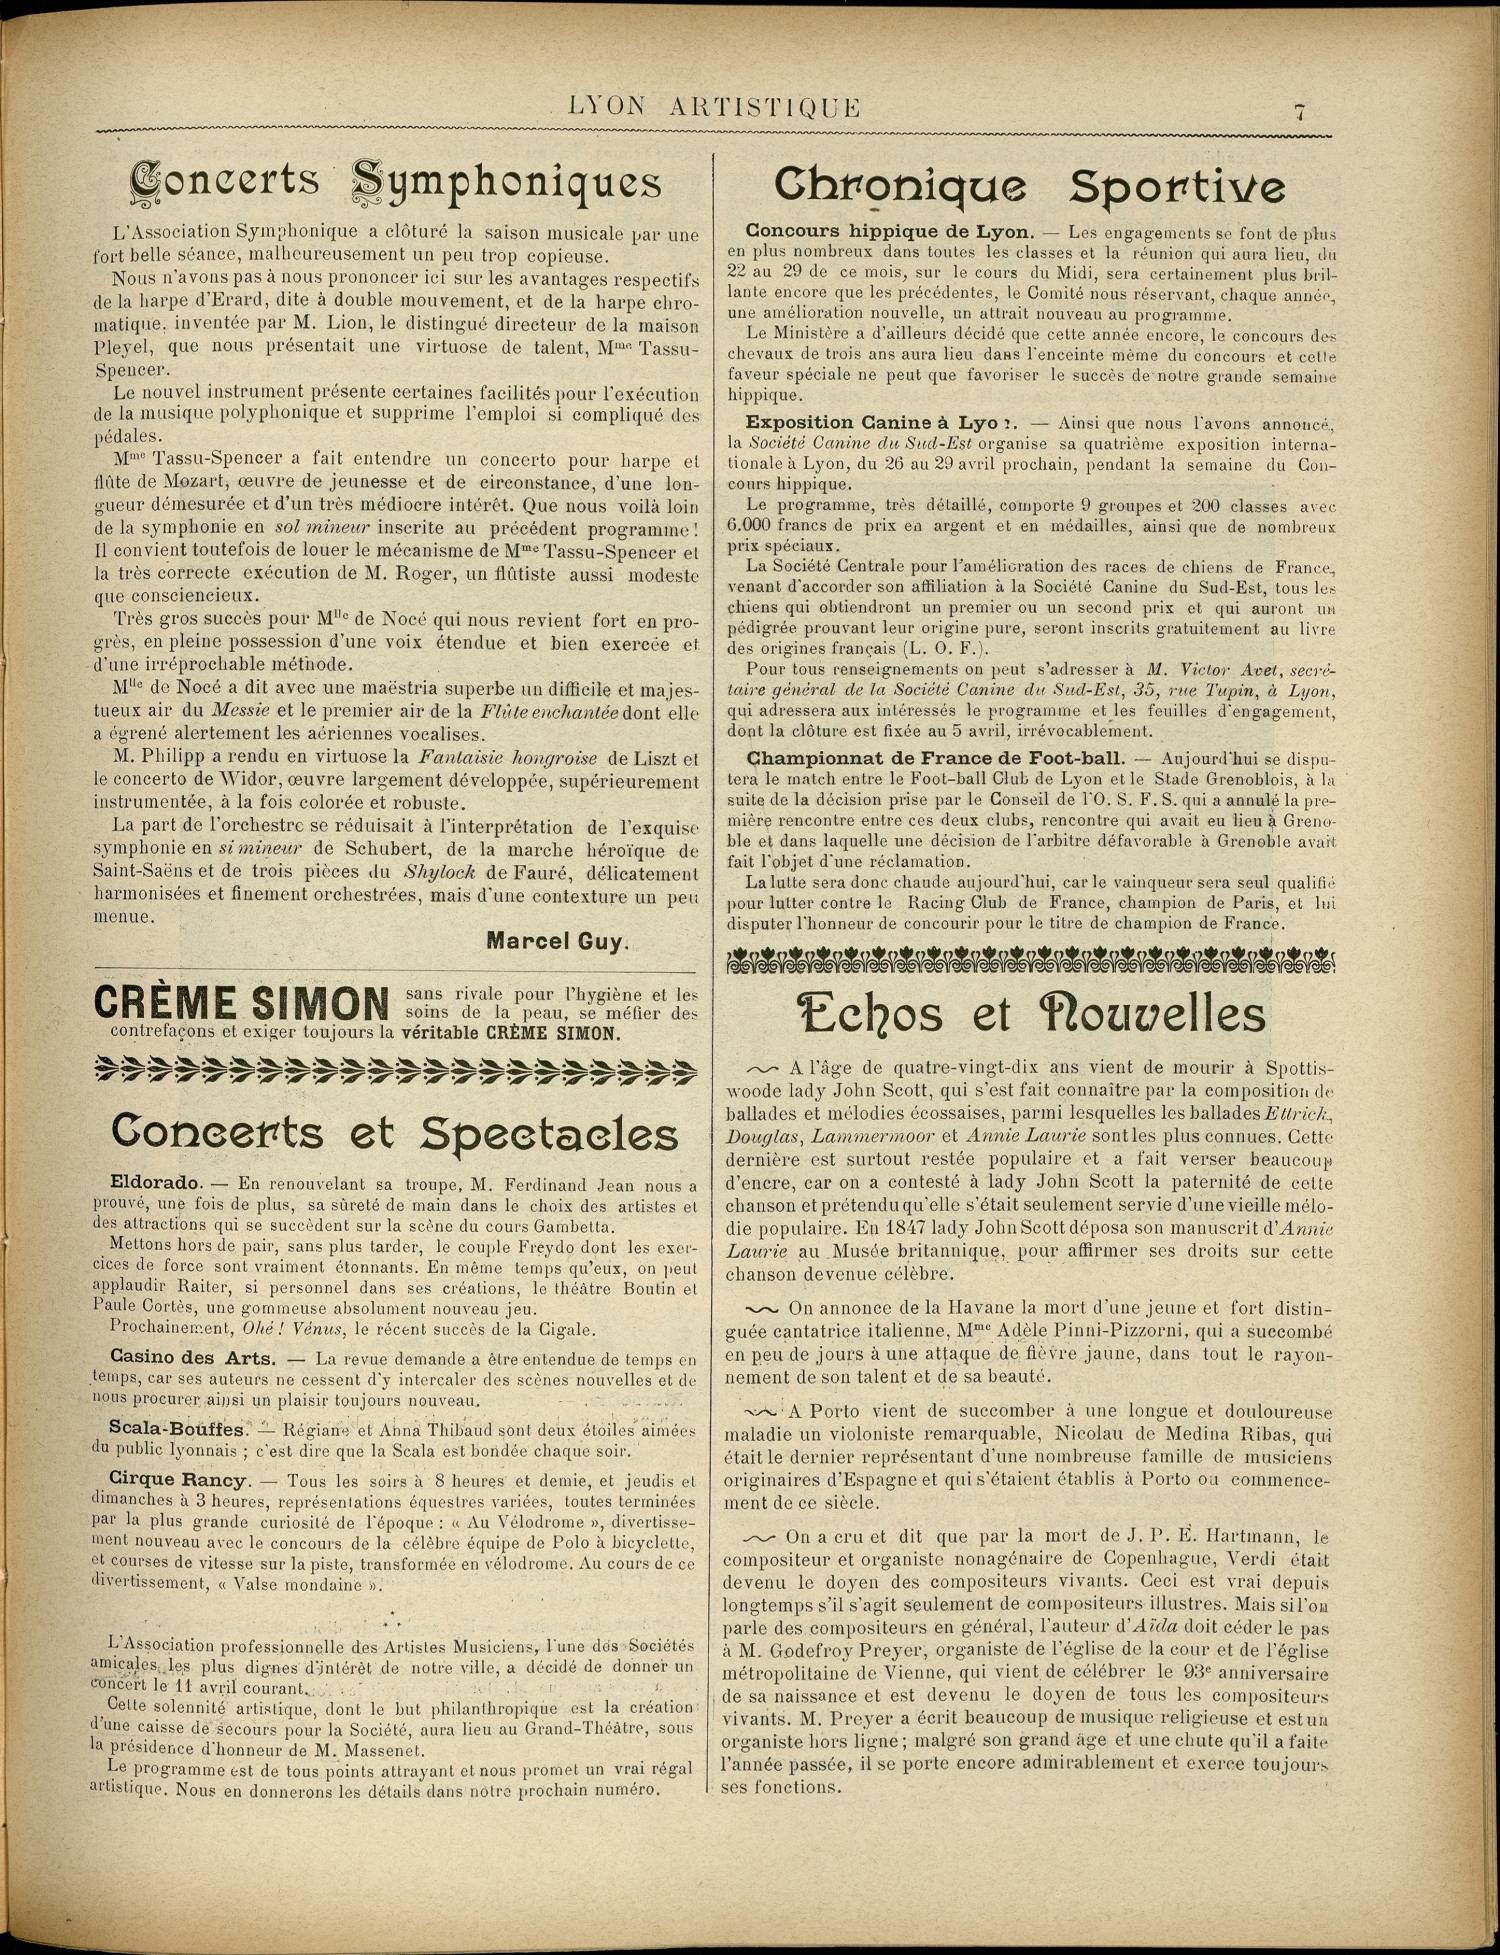 LYON ARTISTIQUE
7
Concerts Symphoniques
L'Association Symphonique a clôturé la saison musicale par une
fort belle séance, malheureusement un peu trop copieuse.
Nous n'avons pas à nous prononcer ici sur les avantages respectifs
de la harpe d'Erard, dite à double mouvement, et de la harpe chro-
matique, inventée par M. Lion, le distingué directeur de la maison
Pleyel, que nous présentait une virtuose de talent, Mme Tassu-
Spencer.
Le nouvel instrument présente certaines facilités pour l'exécution
de la musique polyphonique et supprime l'emploi si compliqué des
pédales.
Mme Tassu-Spencer a fait entendre un concerto pour harpe et
flûte de Mozart, œuvre de jeunesse et de circonstance, d'une lon-
gueur démesurée et d'un très médiocre intérêt. Que nous voilà loin
de la symphonie en sol mineur inscrite au précédent programme!
Il convient toutefois de louer le mécanisme de Mme Tassu-Spencer et
la très correcte exécution de M. Roger, un flûtiste aussi modeste
que consciencieux.
Très gros succès pour Mlle de Nocé qui nous revient fort en pro-
grès, en pleine possession d'une voix étendue et bien exercée et
d'une irréprochable méthode.
Mlle de Nocé a dit avec une maëstria superbe un difficile et majes-
tueux air du Messie et le premier air de la Flûte enchantée dont elle
a égrené alertement les aériennes vocalises.
M. Philipp a rendu en virtuose la Fantaisie hongroise de Liszt et
le concerto de Widor, œuvre largement développée, supérieurement
instrumentée, à la fois colorée et robuste.
La part de l'orchestre se réduisait à l'interprétation de l'exquise
symphonie en si mineur de Schubert, de la marche héroïque de
Saint-Saëns et de trois pièces du Shylock de Fauré, délicatement
harmonisées et finement orchestrées, mais d'une contexture un peu
menue.
Marcel Guy.
CRÈME SIMON sans rivale pour l'hygiène et les
soins de la peau, se méfier des
contrefaçons et exiger toujours la véritable CRÈME SIMON.
Concerts et Spectacles
Eldorado. — En renouvelant sa troupe, M. Ferdinand Jean nous a
prouvé, une fois de plus, sa sûreté de main dans le choix des artistes et
des attractions qui se succèdent sur la scène du cours Gambetta.
Mettons hors de pair, sans plus tarder, le couple Freydo dont les exer-
cices de force sont vraiment étonnants. En même temps qu'eux, on peut
applaudir Raiter, si personnel dans ses créations, le théâtre Boutin et
Paule Cortès, une gommeuse absolument nouveau jeu.
Prochainement, Ohé! Vénus, le récent succès de la Cigale.
Casino des Arts. — La revue demande a être entendue de temps en
temps, car ses auteurs ne cessent d'y intercaler des scènes nouvelles et de
nous procurer ainsi un plaisir toujours nouveau.
Scala-Bouffes. — Régiane et Anna Thibaud sont deux étoiles aimées
du public lyonnais ; c'est dire que la Scala est bondée chaque soir.
Cirque Rancy. — Tous les soirs à 8 heures et demie, et jeudis et
dimanches à 3 heures, représentations équestres variées, toutes terminées
par la plus grande curiosité de l'époque : « Au Vélodrome », divertisse-
ment nouveau avec le concours de la célèbre équipe de Polo à bicyclette,
et courses de vitesse sur la piste, transformée en vélodrome. Au cours de ce
divertissement, « Valse mondaine ».
L'Association professionnelle des Artistes Musiciens, l'une des Sociétés
amicales, les plus dignes d'intérêt de notre ville, a décidé de donner un
concert le 11 avril courant.
Cette solennité artistique, dont le but philanthropique est la création
d'une caisse de secours pour la Société, aura lieu au Grand-Théâtre, sous
la présidence d'honneur de M. Massenet.
Le programme est de tous points attrayant et nous promet un vrai régal
artistique. Nous en donnerons les détails dans notre prochain numéro.
Chronique Sportive
Concours hippique de Lyon. — Les engagements se font de plus
en plus nombreux dans toutes les classes et la réunion qui aura lieu, du
22 au 29 de ce mois, sur le cours du Midi, sera certainement plus bril-
lante encore que les précédentes, le Comité nous réservant, chaque année,
une amélioration nouvelle, un attrait nouveau au programme.
Le Ministère a d'ailleurs décidé que cette année encore, le concours des
chevaux de trois ans aura lieu dans l'enceinte même du concours et cette
faveur spéciale ne peut que favoriser le succès de notre grande semaine
hippique.
Exposition Canine à Lyo . — Ainsi que nous l'avons annoncé,
la Société Canine du Sud-Est organise sa quatrième exposition interna-
tionale à Lyon, du 26 au 29 avril prochain, pendant la semaine du Con-
cours hippique.
Le programme, très détaillé, comporte 9 groupes et 200 classes avec
6.000 francs de prix en argent et en médailles, ainsi que de nombreux
prix spéciaux.
La Société Centrale pour l'amélioration des races de chiens de France,
venant d'accorder son affiliation à la Société Canine du Sud-Est, tous les
chiens qui obtiendront un premier ou un second prix et qui auront un
pédigrée prouvant leur origine pure, seront inscrits gratuitement au livre
des origines français (L. O. F.).
Pour tous renseignements on peut s'adresser à M. Victor Avet, secré-
taire général de la Société Canine du Sud-Est, 35, rue Tupin, à Lyon,
qui adressera aux intéressés le programme et les feuilles d'engagement,
dont la clôture est fixée au 5 avril, irrévocablement.
Championnat de France de Foot-ball. — Aujourd'hui se dispu-
tera le match entre le Foot-ball Club de Lyon et le Stade Grenoblois, à la
suite de la décision prise par le Conseil de l'O. S. F. S. qui a annulé la pre-
mière rencontre entre ces deux clubs, rencontre qui avait eu lieu à Greno-
ble et dans laquelle une décision de l'arbitre défavorable à Grenoble avait
fait l'objet d'une réclamation.
La lutte sera donc chaude aujourd'hui, car le vainqueur sera seul qualifié
pour lutter contre le Racing Club de France, champion de Paris, et lui
disputer l'honneur de concourir pour le titre de champion de France.
Echos et Nouvelles
A l'âge de quatre-vingt-dix ans vient de mourir à Spottis-
woode lady John Scott, qui s'est fait connaître par la composition de
ballades et mélodies écossaises, parmi lesquelles les ballades Ettrick,
Douglas, Lammermoor et Annie Laurie sont les plus connues. Cette
dernière est surtout restée populaire et a fait verser beaucoup
d'encre, car on a contesté à lady John Scott la paternité de cette
chanson et prétendu qu'elle s'était seulement servie d'une vieille mélo-
die populaire. En 1847 lady John Scott déposa son manuscrit d'Annie
Laurie au Musée britannique, pour affirmer ses droits sur cette
chanson devenue célèbre.
On annonce de la Havane la mort d'une jeune et fort distin-
guée cantatrice italienne, Mme Adèle Pinni-Pizzorni, qui a succombé
en peu de jours à une attaque de fièvre jaune, dans tout le rayon-
nement de son talent et de sa beauté.
A Porto vient de succomber à une longue et douloureuse
maladie un violoniste remarquable, Nicolau de Medina Ribas, qui
était le dernier représentant d'une nombreuse famille de musiciens
originaires d'Espagne et qui s'étaient établis à Porto ou commence-
ment de ce siècle.
On a cru et dit que par la mort de J. P. E. Hartmann, le
compositeur et organiste nonagénaire de Copenhague, Verdi était
devenu le doyen des compositeurs vivants. Ceci est vrai depuis
longtemps s'il s'agit seulement de compositeurs illustres. Mais si l'on
parle des compositeurs en général, l'auteur d'Aïda doit céder le pas
à M. Godefroy Preyer, organiste de l'église de la cour et de l'église
métropolitaine de Vienne, qui vient de célébrer le 93e anniversaire
de sa naissance et est devenu le doyen de tous les compositeurs
vivants. M. Preyer a écrit beaucoup de musique religieuse et est un
organiste hors ligne; malgré son grand âge et une chute qu'il a faite
l'année passée, il se porte encore admirablement et exerce toujours
ses fonctions.